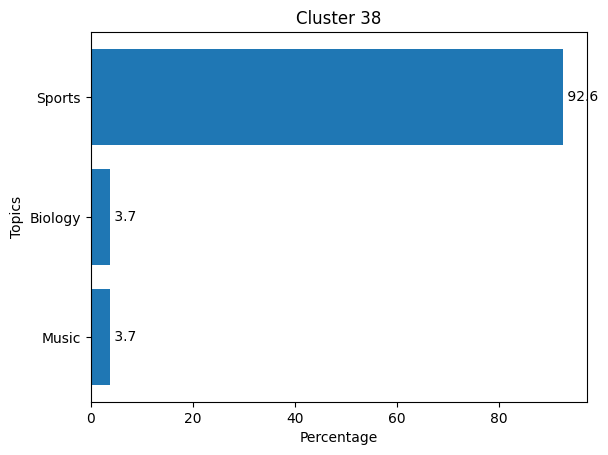 Cluster 38
Topics
Sports
92.6
Biology
3.7
Music
3.7
0 20 40 60 80
Percentage